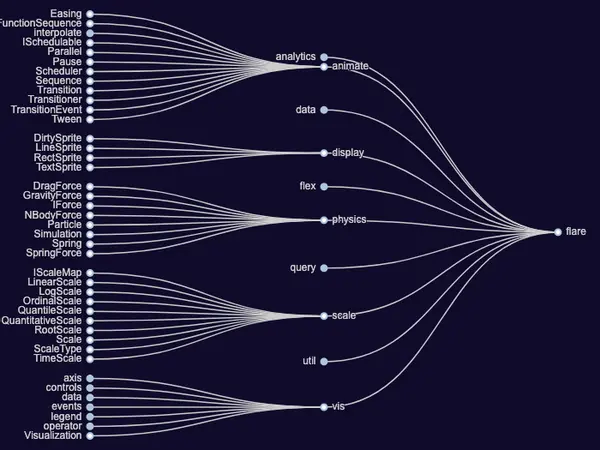 Easing
FunctionSequence
interpolate
ISchedulable
Parallel
Pause
Scheduler
Sequence
Transition
Transitioner
TransitionEvent
Tween
DirtySprite
LineSprite
RectSprite
TextSprite
DragForce
GravityForce
IForce
NBodyForce
Particle
Simulation
Spring
SpringForce
IScaleMap
LinearScale
LogScale
OrdinalScale
QuantileScale
QuantitativeScale
RootScale
Scale
ScaleType
TimeScale
axis
controls
data
events
legend
operator
Visualization
analytics
animate
data
display
flex
physics
query
scale
util
vis
flare